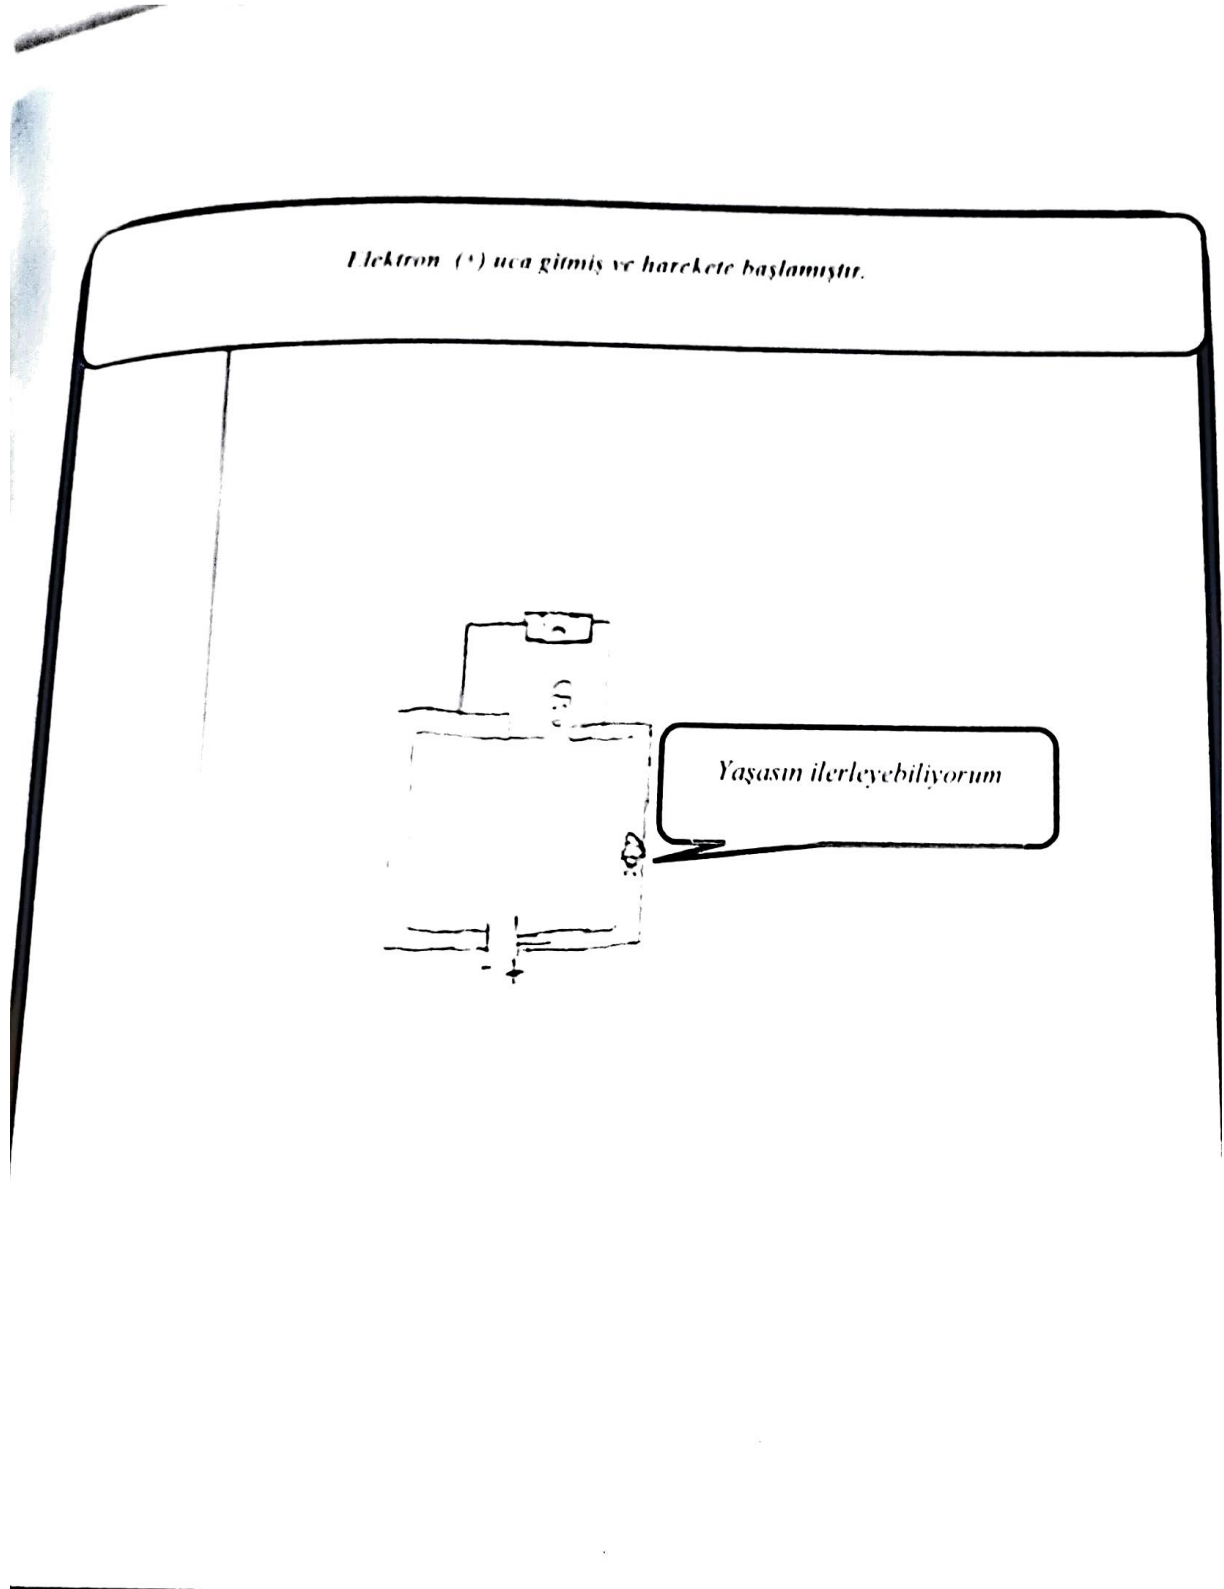 Elektron (+) uca gitmiş ve harekete başlamıştır.
Yaşasın ilerleyebiliyorum
- +